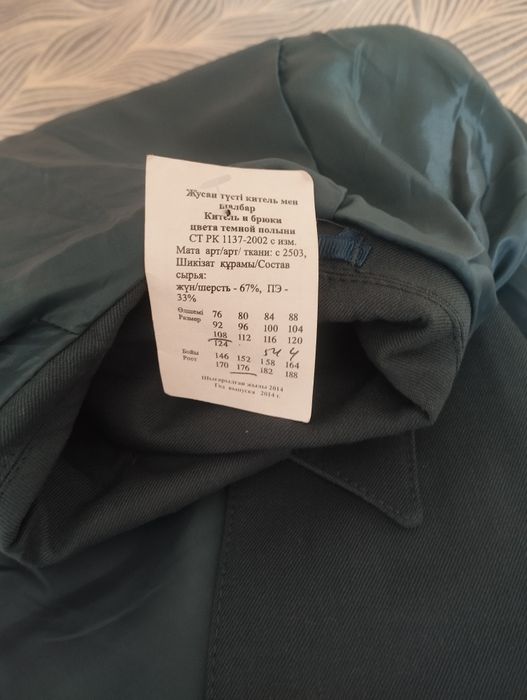 Жусан түсті китель мен
шалбар
Китель и брюки
цвета темной полыни
СТ РК 1137-2002 с изм.
Мата арт/арт/ ткани: с 2503,
Шикізат құрамы/Состав
сырья:
жүн/шерсть - 67%, ПЭ -
33%
Өлшемі 76 80 84 88
Размер 92 96 100 104
108 112 116 120
124 54 4
Бойы 146 152 158 164
Рост 170 176 182 188
Шығарылған жылы 2014
Год выпуска 2014 г.